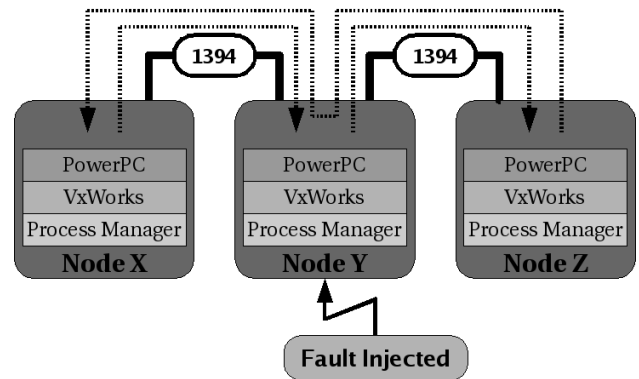 1394
1394
PowerPC
VxWorks
Process Manager
Node X
PowerPC
VxWorks
Process Manager
Node Y
PowerPC
VxWorks
Process Manager
Node Z
Fault Injected